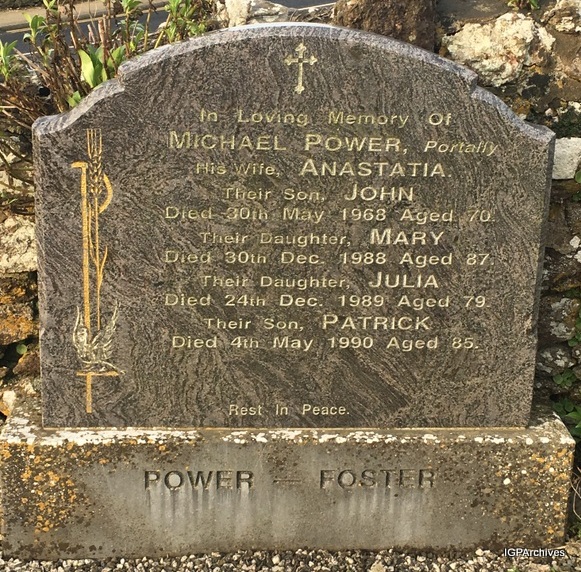 In Loving Memory Of
MICHAEL POWER, Portally
His Wife, ANASTATIA.
Their Son, JOHN
Died 30th May 1968 Aged 70.
Their Daughter, MARY
Died 30th Dec. 1988 Aged 87.
Their Daughter, JULIA
Died 24th Dec. 1989 Aged 79.
Their Son, PATRICK
Died 4th May 1990 Aged 85.
Rest In Peace.
POWER — FOSTER
IGPArchives